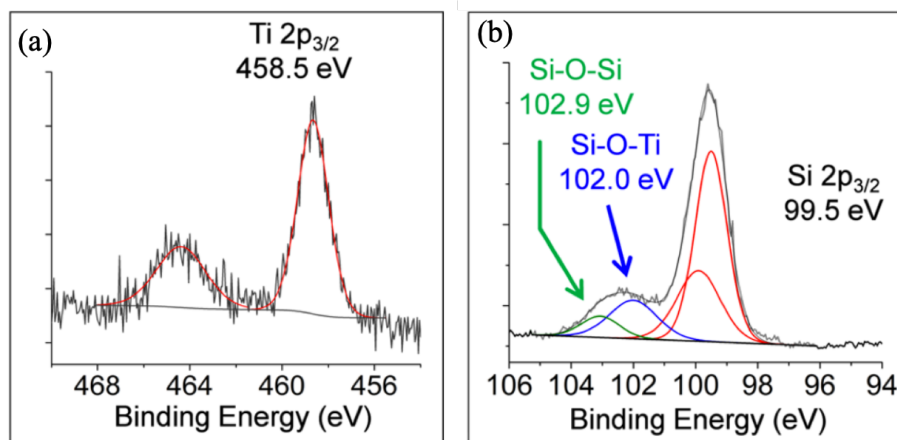 (a)
Ti 2p3/2
458.5 eV
468 464 460 456
Binding Energy (eV)
(b)
Si-O-Si
102.9 eV
Si-O-Ti
102.0 eV
Si 2p3/2
99.5 eV
106 104 102 100 98 96 94
Binding Energy (eV)